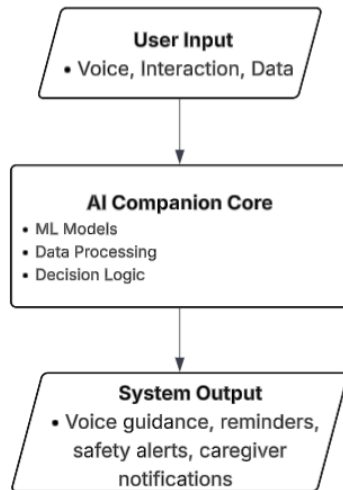 User Input
• Voice, Interaction, Data
AI Companion Core
• ML Models
• Data Processing
• Decision Logic
System Output
• Voice guidance, reminders,
safety alerts, caregiver
notifications